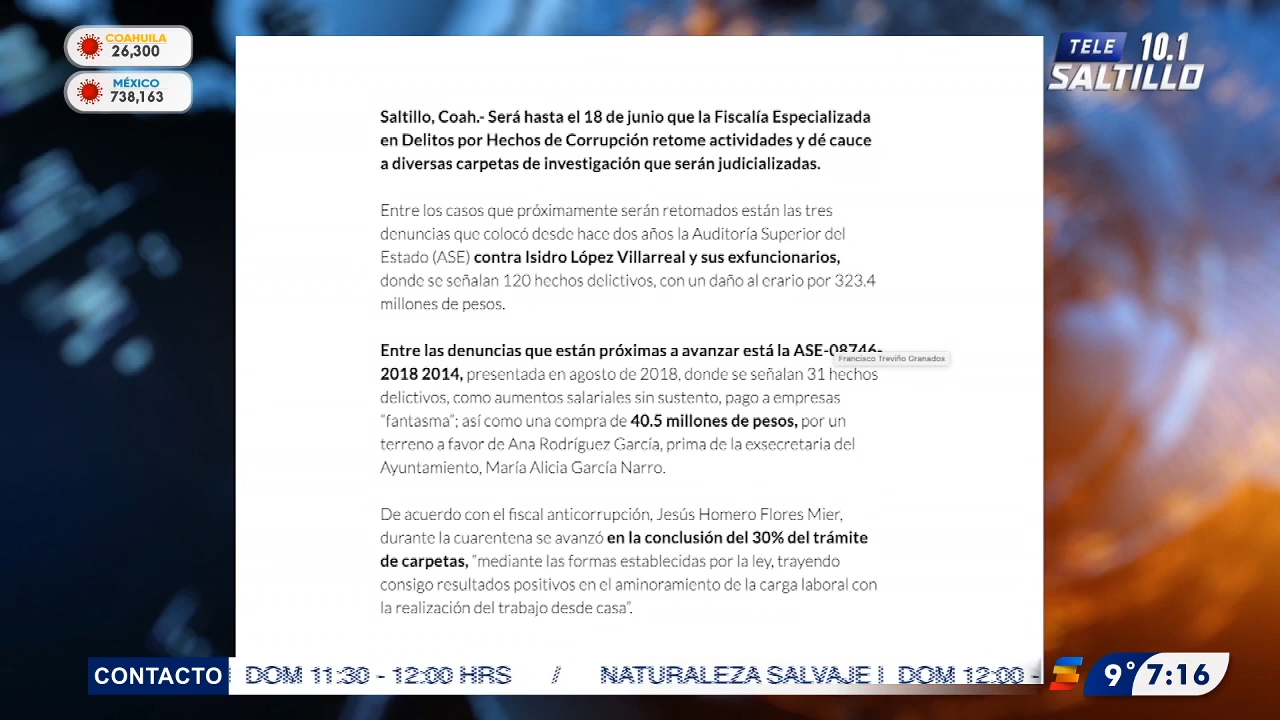 COAHUILA
26,300
MÉXICO
738,163
TELE 10.1
SALTILLO
Saltillo, Coah.- Será hasta el 18 de junio que la Fiscalía Especializada
en Delitos por Hechos de Corrupción retome actividades y dé cauce
a diversas carpetas de investigación que serán judicializadas.
Entre los casos que próximamente serán retomados están las tres
denuncias que colocó desde hace dos años la Auditoría Superior del
Estado (ASE) contra Isidro López Villarreal y sus exfuncionarios,
donde se señalan 120 hechos delictivos, con un daño al erario por 323.4
millones de pesos.
Entre las denuncias que están próximas a avanzar está la ASE-08746-
Francisco Treviño Granados
2018 2014, presentada en agosto de 2018, donde se señalan 31 hechos
delictivos, como aumentos salariales sin sustento, pago a empresas
“fantasma”; así como una compra de 40.5 millones de pesos, por un
terreno a favor de Ana Rodríguez García, prima de la exsecretaria del
Ayuntamiento, María Alicia García Narro.
De acuerdo con el fiscal anticorrupción, Jesús Homero Flores Mier,
durante la cuarentena se avanzó en la conclusión del 30% del trámite
de carpetas, “mediante las formas establecidas por la ley, trayendo
consigo resultados positivos en el aminoramiento de la carga laboral con
la realización del trabajo desde casa”.
CONTACTO DOM 11:30 - 12:00 HRS / NATURALEZA SALVAJE | DOM 12:00 -
9° 7:16